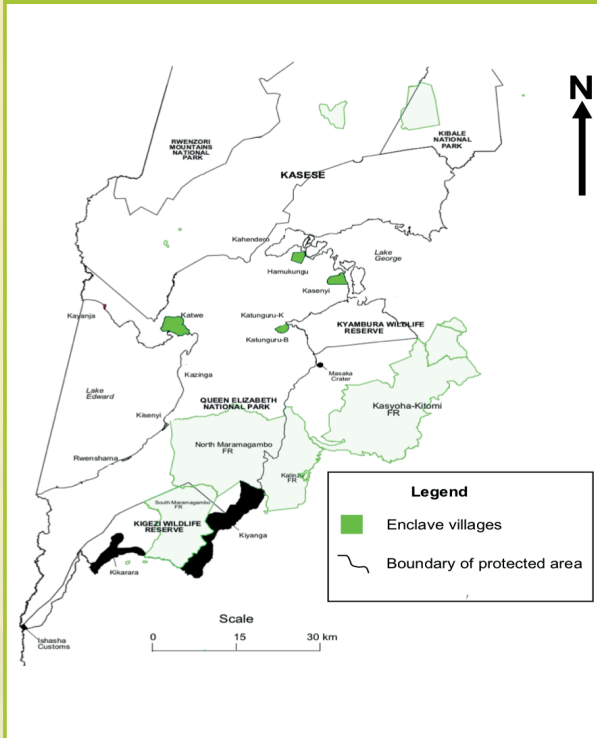 N
RWENZORI
MOUNTAINS
NATIONAL
PARK
KIBALE
NATIONAL
PARK
KASESE
Kahendero
Lake
George
Hamukungu
Kasenyi
Kayanja
Katwe
Katunguru-K
KYAMBURA WILDLIFE
RESERVE
Katunguru-B
Masaka
Crater
Kazinga
Lake
Edward
QUEEN ELIZABETH
NATIONAL PARK
Kasyoha-Kitomi
FR
Kisenyi
North Maramagambo
FR
Rwenshama
Kalinzu
FR
South Maramagambo
FR
KIGEZI WILDLIFE
RESERVE
Kiyanga
Kikarara
Ishasha
Customs
Legend
Enclave villages
Boundary of protected area
Scale
0 15 30 km